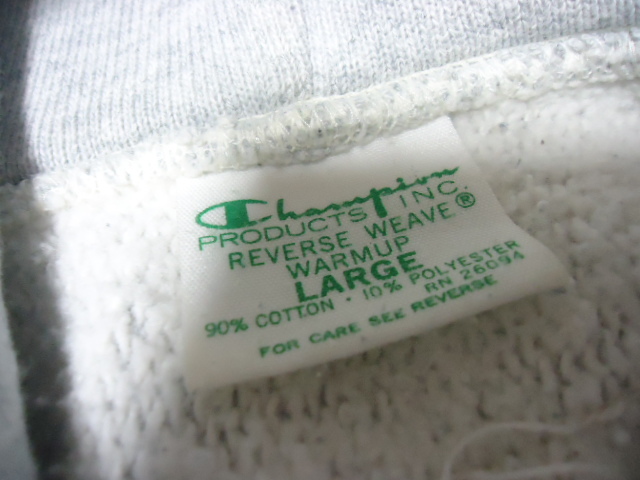 Champion
PRODUCTS INC.
REVERSE WEAVE®
WARMUP
LARGE
90% COTTON · 10% POLYESTER
RN 26094
FOR CARE SEE REVERSE